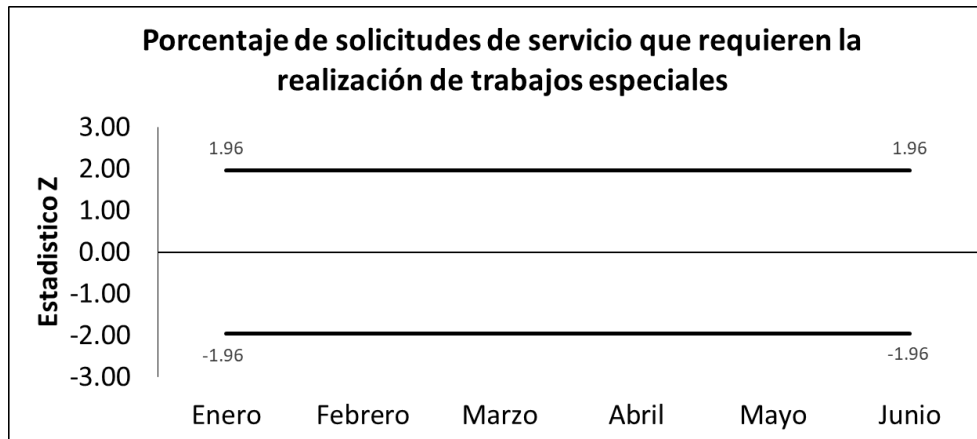 Porcentaje de solicitudes de servicio que requieren la
realización de trabajos especiales
Estadistico Z
3.00
2.00
1.00
0.00
-1.00
-2.00
-3.00
1.96
1.96
-1.96
-1.96
Enero Febrero Marzo Abril Mayo Junio